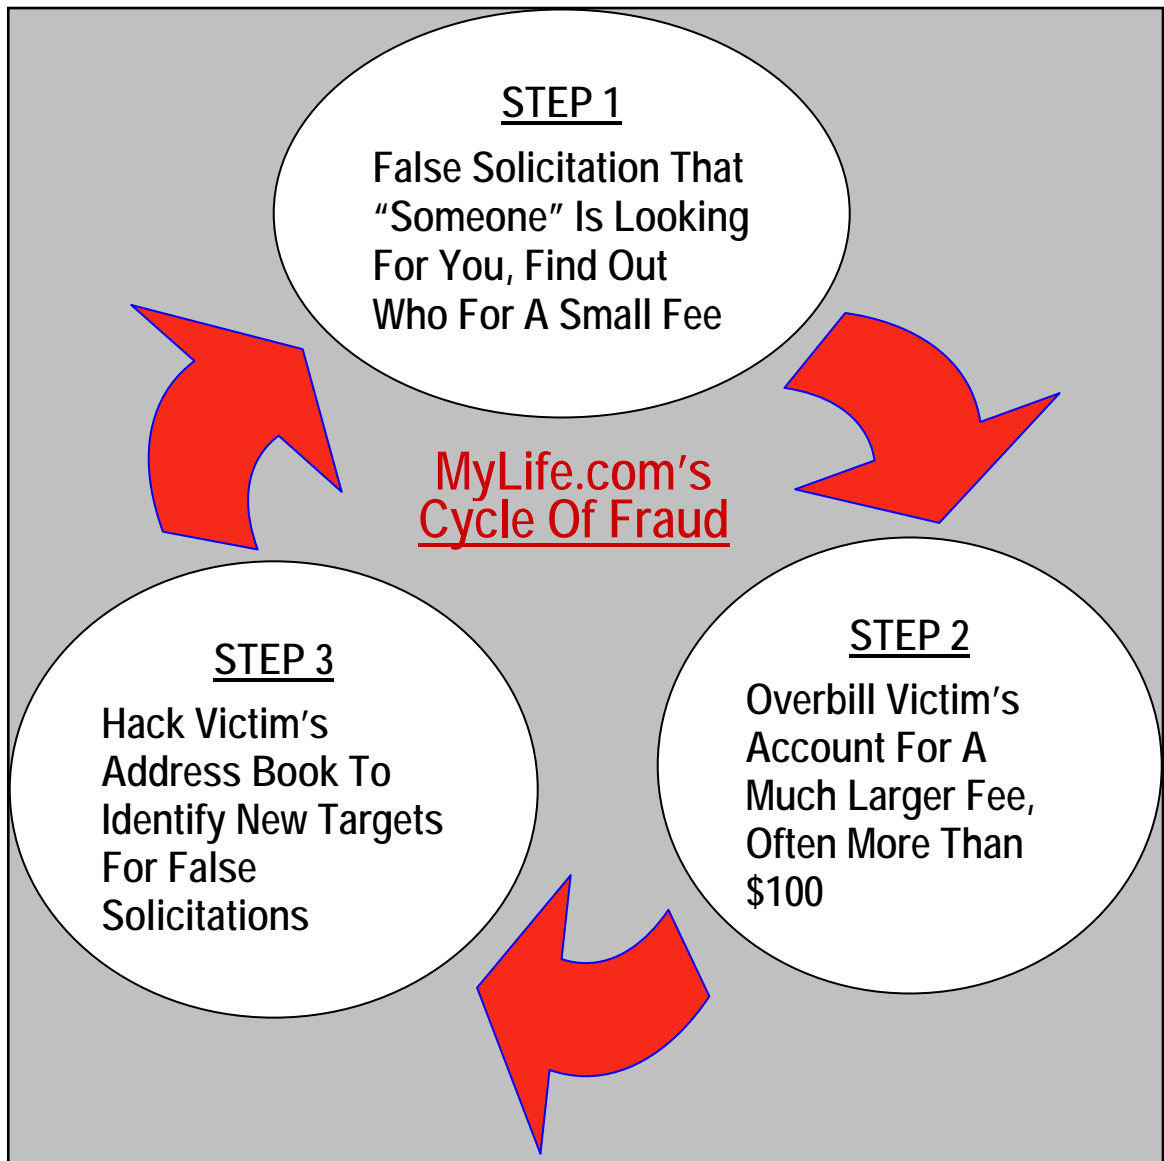 STEP 1
False Solicitation That
“Someone” Is Looking
For You, Find Out
Who For A Small Fee
MyLife.com’s
Cycle Of Fraud
STEP 2
Overbill Victim’s
Account For A
Much Larger Fee,
Often More Than
$100
STEP 3
Hack Victim’s
Address Book To
Identify New Targets
For False
Solicitations